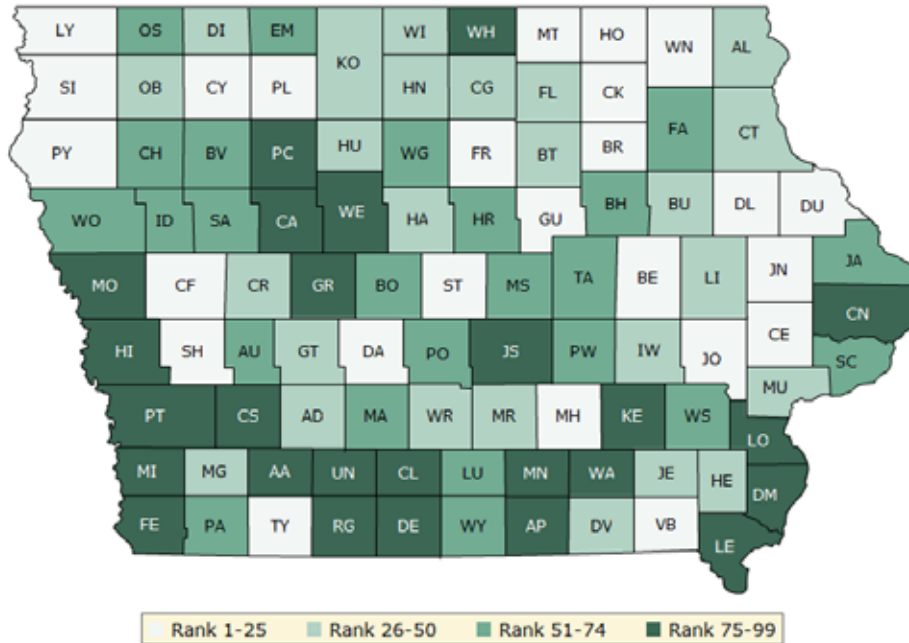 LY OS DI EM KO WI WH MT HO WN AL
SI OB CY PL HN CG FL CK
PY CH BV PC HU WG FR BT BR FA CT
WO ID SA CA WE HA HR GU BH BU DL DU
MO CF CR GR BO ST MS TA BE LI JN JA
HI SH AU GT DA PO JS PW IW JO CE CN
SC
PT CS AD MA WR MR MH KE WS MU
LO
MI MG AA UN CL LU MN WA JE HE DM
FE PA TY RG DE WY AP DV VB LE
Rank 1-25 Rank 26-50 Rank 51-74 Rank 75-99